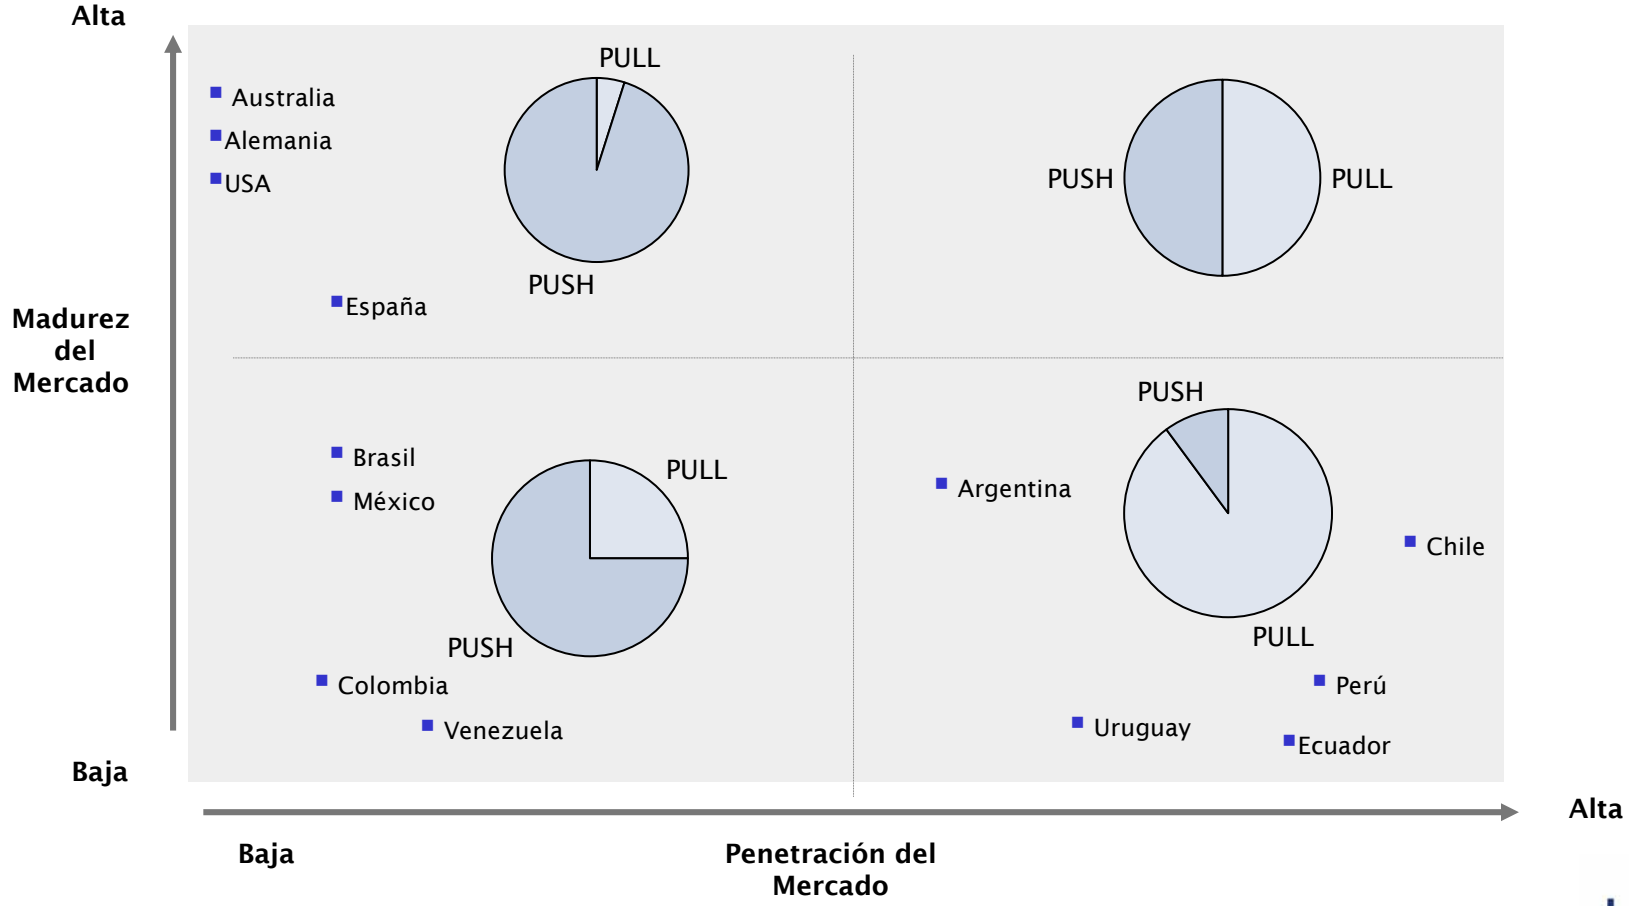 Alta
PULL
Australia
Alemania
USA
PUSH
PULL
PUSH
España
Madurez
del
Mercado
PUSH
Brasil
PULL
México
Argentina
Chile
PUSH
PULL
Colombia
Perú
Venezuela
Uruguay
Ecuador
Baja
Alta
Baja
Penetración del
Mercado